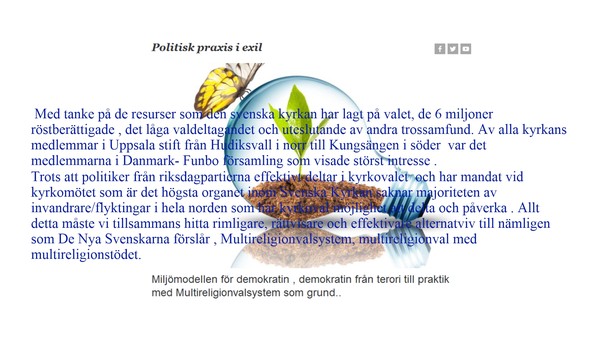 Politisk praxis i exil
Med tanke på de resurser som den svenska kyrkan har lagt på valet, de 6 miljoner
röstberättigade , det låga valdeltagandet och uteslutande av andra trossamfund. Av alla kyrkans
medlemmar i Uppsala stift från Hudiksvall i norr till Kungsängen i söder var det
medlemmarna i Danmark- Funbo församling som visade störst intresse .
Trots att politiker från riksdagpartierna effektivt deltar i kyrkovalet och har mandat vid
kyrkomötet som är det högsta organet inom Svenska Kyrkan saknar majoriteten av
invandrare/flyktingar i hela norden som har kyrkoval möjlighet att delta och påverka . Allt
detta måste vi tillsammans hitta rimligare, rättvisare och effektivare alternativ till nämligen
som De Nya Svenskarna förslår , Multireligionvalsystem, multireligionval med
multireligionstödet.
Miljömodellen för demokratin , demokratin från terori till praktik
med Multireligionvalsystem som grund..